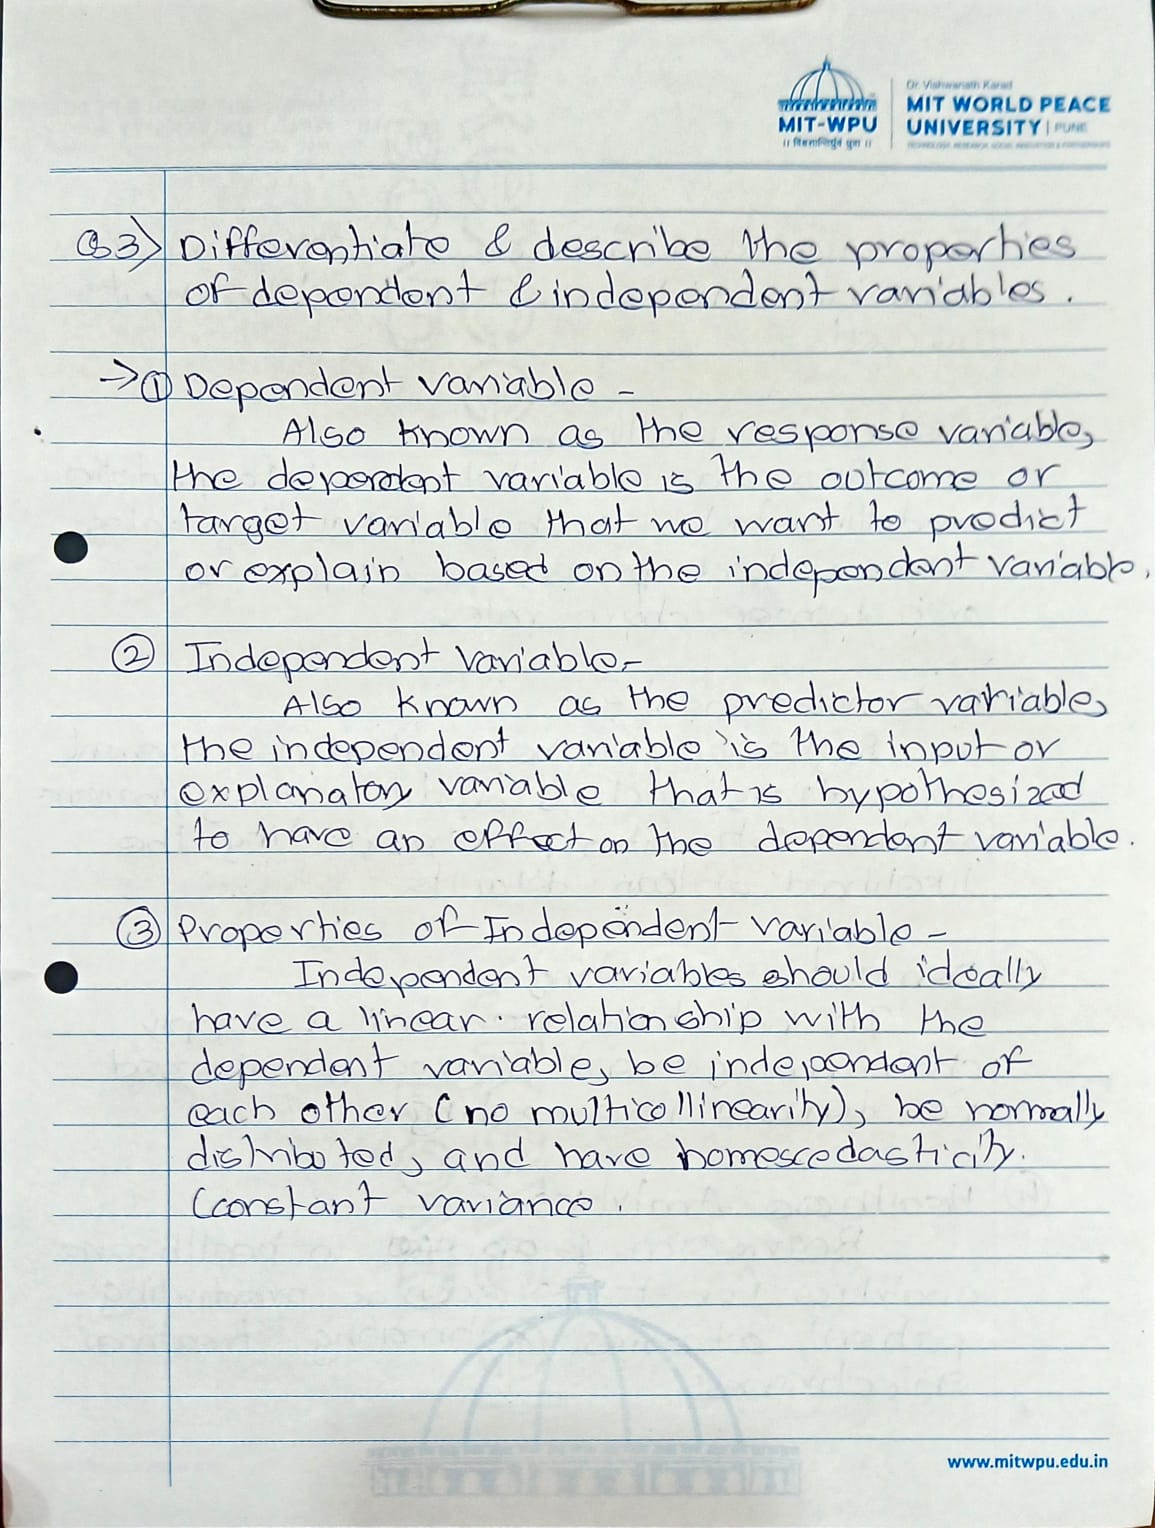 Dr. Vishwanath Karad
MIT WORLD PEACE
UNIVERSITY | PUNE
MIT-WPU
Q3) Differentiate & describe the properties
of dependent & independent variables.
→ ① Dependent variable -
Also known as the response variable,
the dependent variable is the outcome or
target variable that we want to predict
or explain based on the independent variable.
② Independent variable -
Also known as the predictor variable,
the independent variable is the input or
explanatory variable that is hypothesized
to have an effect on the dependent variable.
③ Properties of Independent variable -
Independent variables should ideally
have a linear relationship with the
dependent variable, be independent of
each other (no multicollinearity), be normally
distributed, and have homescedasticity.
(constant variance.
www.mitwpu.edu.in